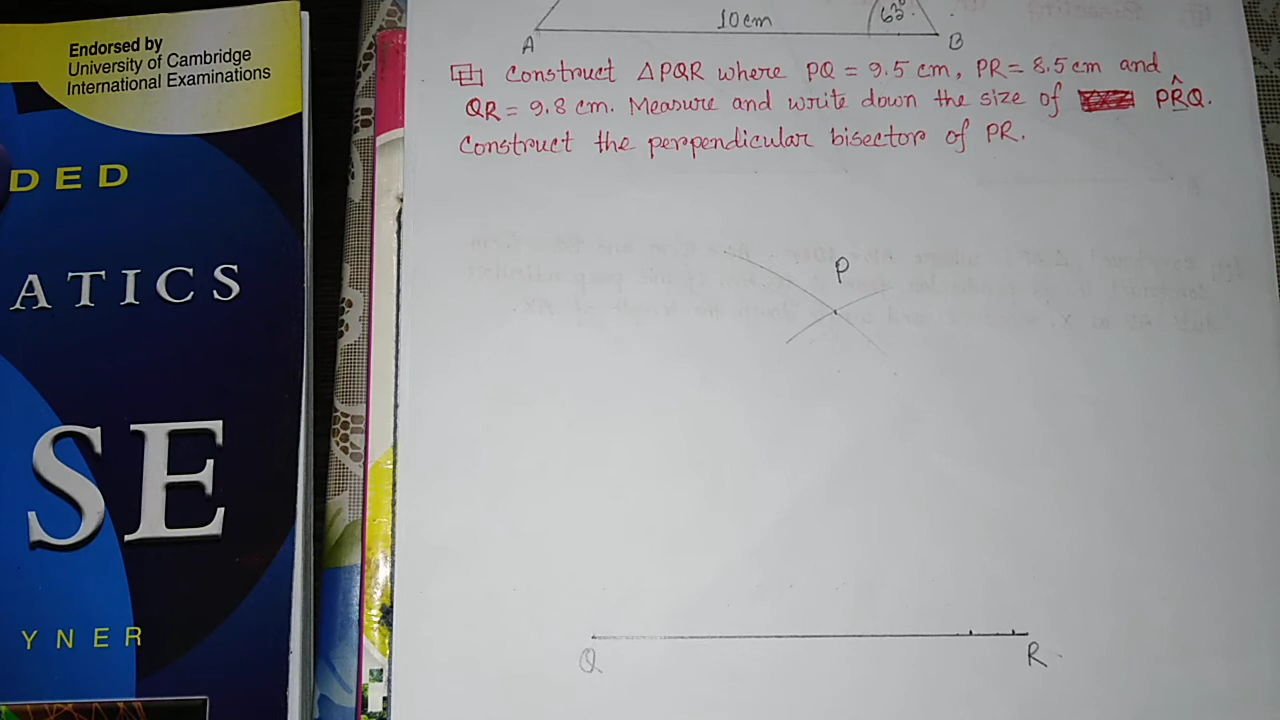 Endorsed by
University of Cambridge
International Examinations
DED
ATICS
SE
YNER
10cm
63°
A
B
Construct △PQR where PQ = 9.5 cm, PR = 8.5 cm and
QR = 9.8 cm. Measure and write down the size of PR̂Q.
Construct the perpendicular bisector of PR.
P
Q
R